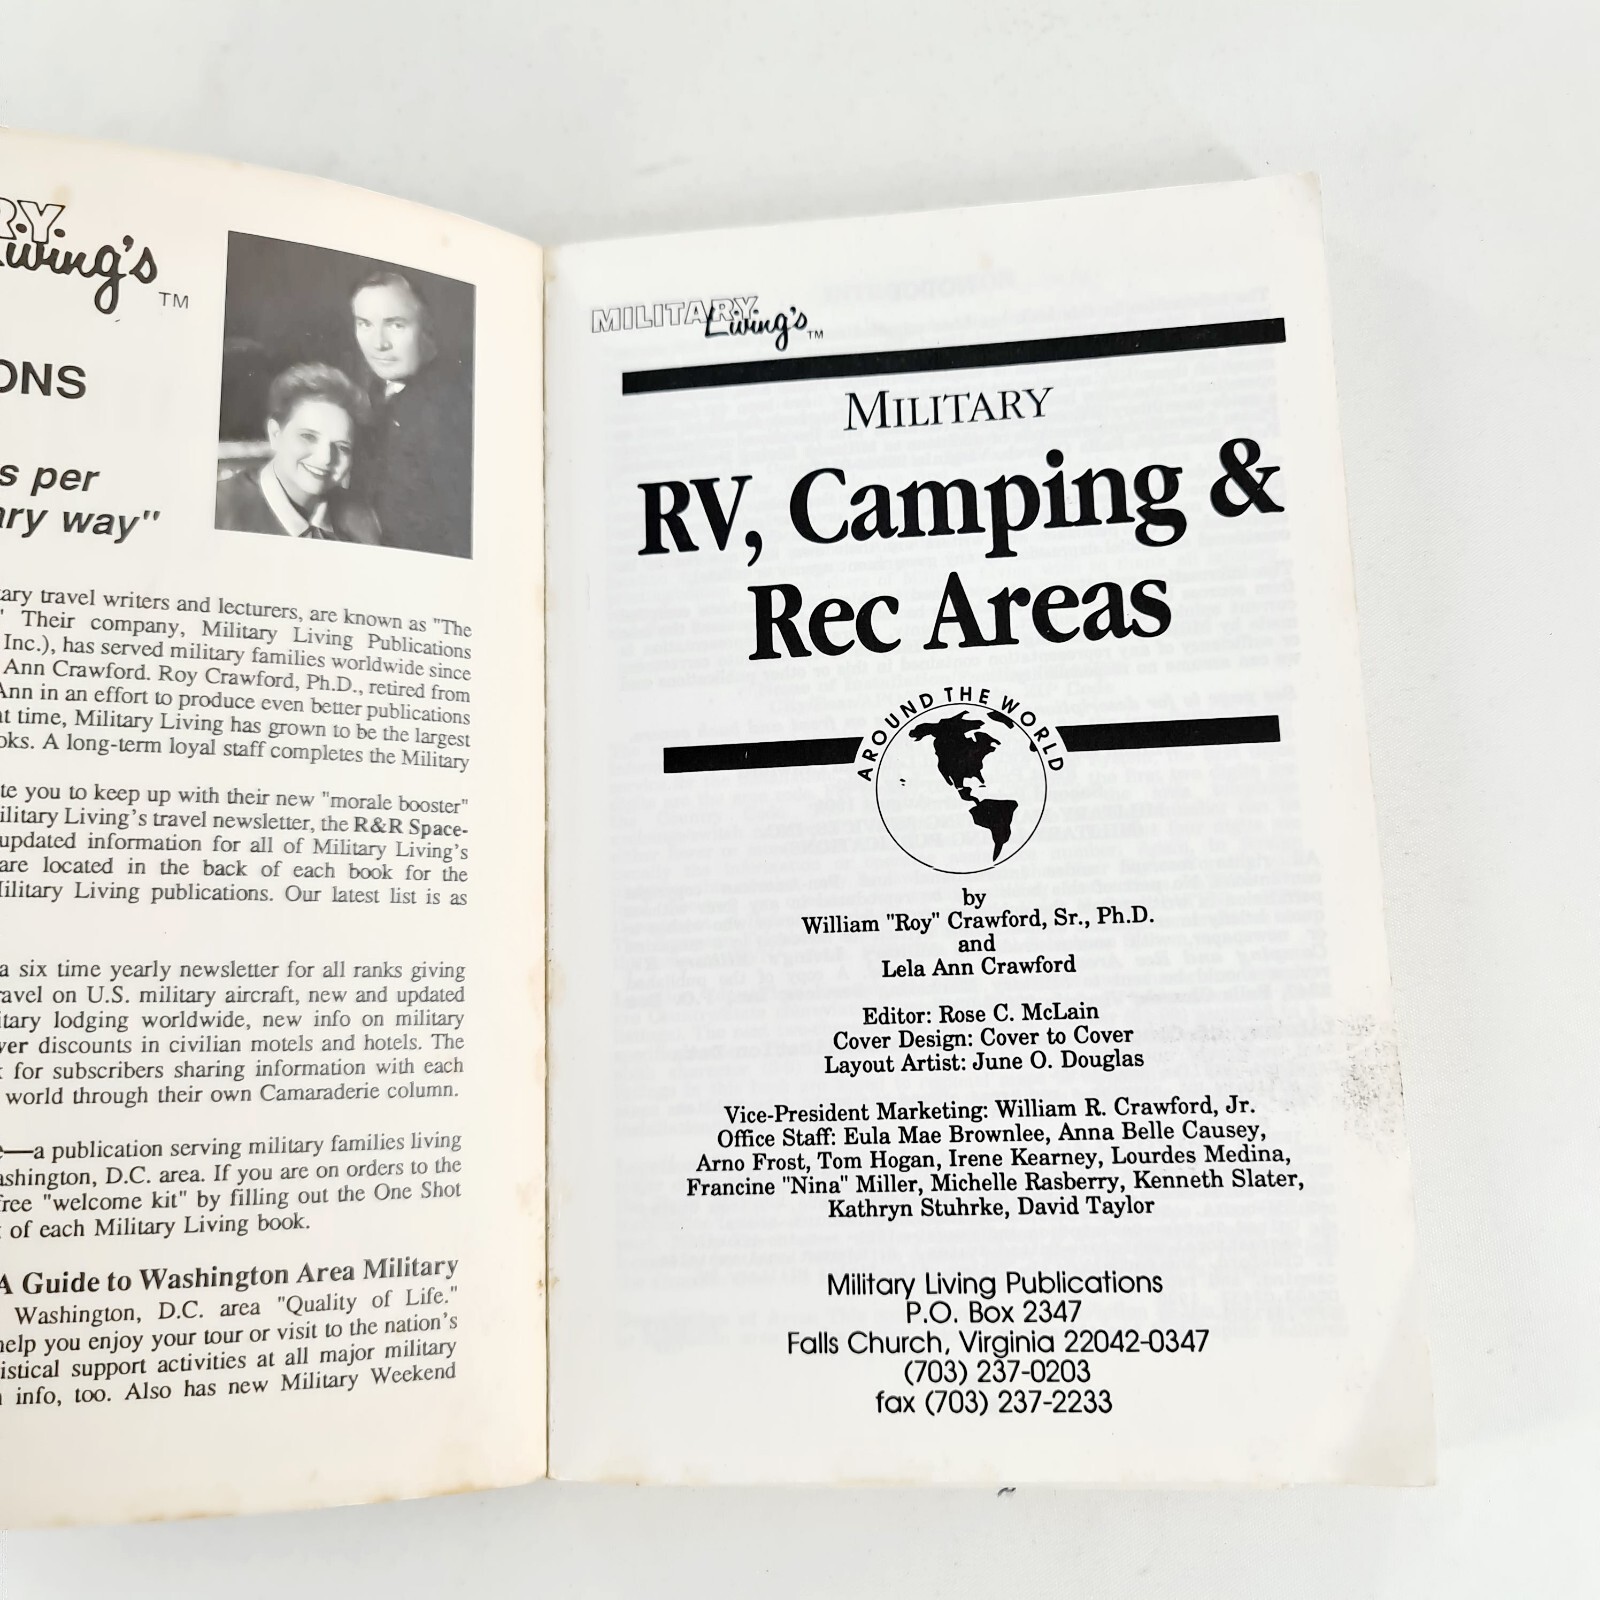 R.Y.
Living's
TM
ONS
s per
ary way"
tary travel writers and lecturers, are known as "The
" Their company, Military Living Publications
Inc.), has served military families worldwide since
Ann Crawford. Roy Crawford, Ph.D., retired from
Ann in an effort to produce even better publications
at time, Military Living has grown to be the largest
oks. A long-term loyal staff completes the Military
te you to keep up with their new "morale booster"
ilitary Living's travel newsletter, the R&R Space-
updated information for all of Military Living's
are located in the back of each book for the
Military Living publications. Our latest list is as
a six time yearly newsletter for all ranks giving
ravel on U.S. military aircraft, new and updated
itary lodging worldwide, new info on military
ver discounts in civilian motels and hotels. The
for subscribers sharing information with each
world through their own Camaraderie column.
e—a publication serving military families living
ashington, D.C. area. If you are on orders to the
free "welcome kit" by filling out the One Shot
of each Military Living book.
A Guide to Washington Area Military
Washington, D.C. area "Quality of Life."
help you enjoy your tour or visit to the nation's
istical support activities at all major military
info, too. Also has new Military Weekend
MILITARY
Living's TM
MILITARY
RV, Camping &
Rec Areas
AROUND THE WORLD
by
William "Roy" Crawford, Sr., Ph.D.
and
Lela Ann Crawford
Editor: Rose C. McLain
Cover Design: Cover to Cover
Layout Artist: June O. Douglas
Vice-President Marketing: William R. Crawford, Jr.
Office Staff: Eula Mae Brownlee, Anna Belle Causey,
Arno Frost, Tom Hogan, Irene Kearney, Lourdes Medina,
Francine "Nina" Miller, Michelle Rasberry, Kenneth Slater,
Kathryn Stuhrke, David Taylor
Military Living Publications
P.O. Box 2347
Falls Church, Virginia 22042-0347
(703) 237-0203
fax (703) 237-2233